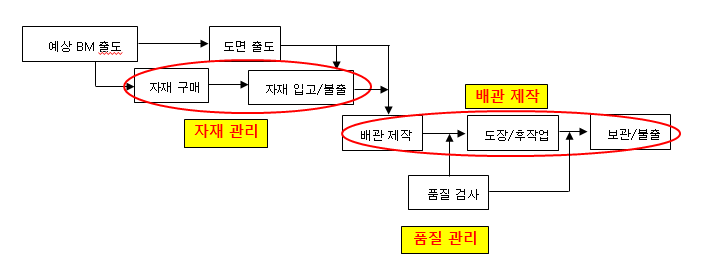 예상 BM 출도
도면 출도
자재 구매
자재 입고/불출
배관 제작
자재 관리
배관 제작
도장/후작업
보관/불출
품질 검사
품질 관리